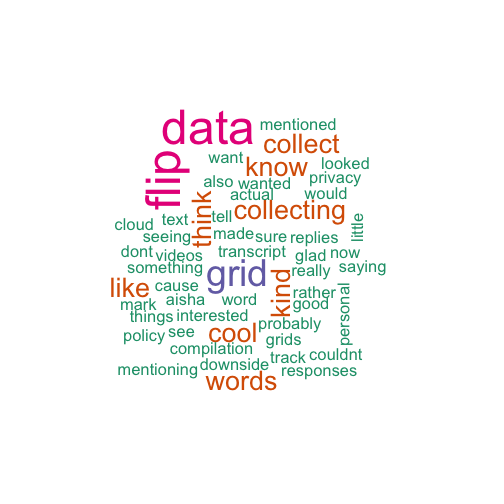 data
mentioned
collect
flip
want
know
looked
privacy
also
wanted
actual
would
think
tell
collecting
little
cloud
text
seeing
made
sure
replies
dont
videos
transcript
glad
now
something
grid
really
saying
like
cause
kind
rather
personal
mark
aisha
word
good
things
interested
probably
policy
see
cool
grids
compilation
track
couldnt
mentioning
downside
responses
words